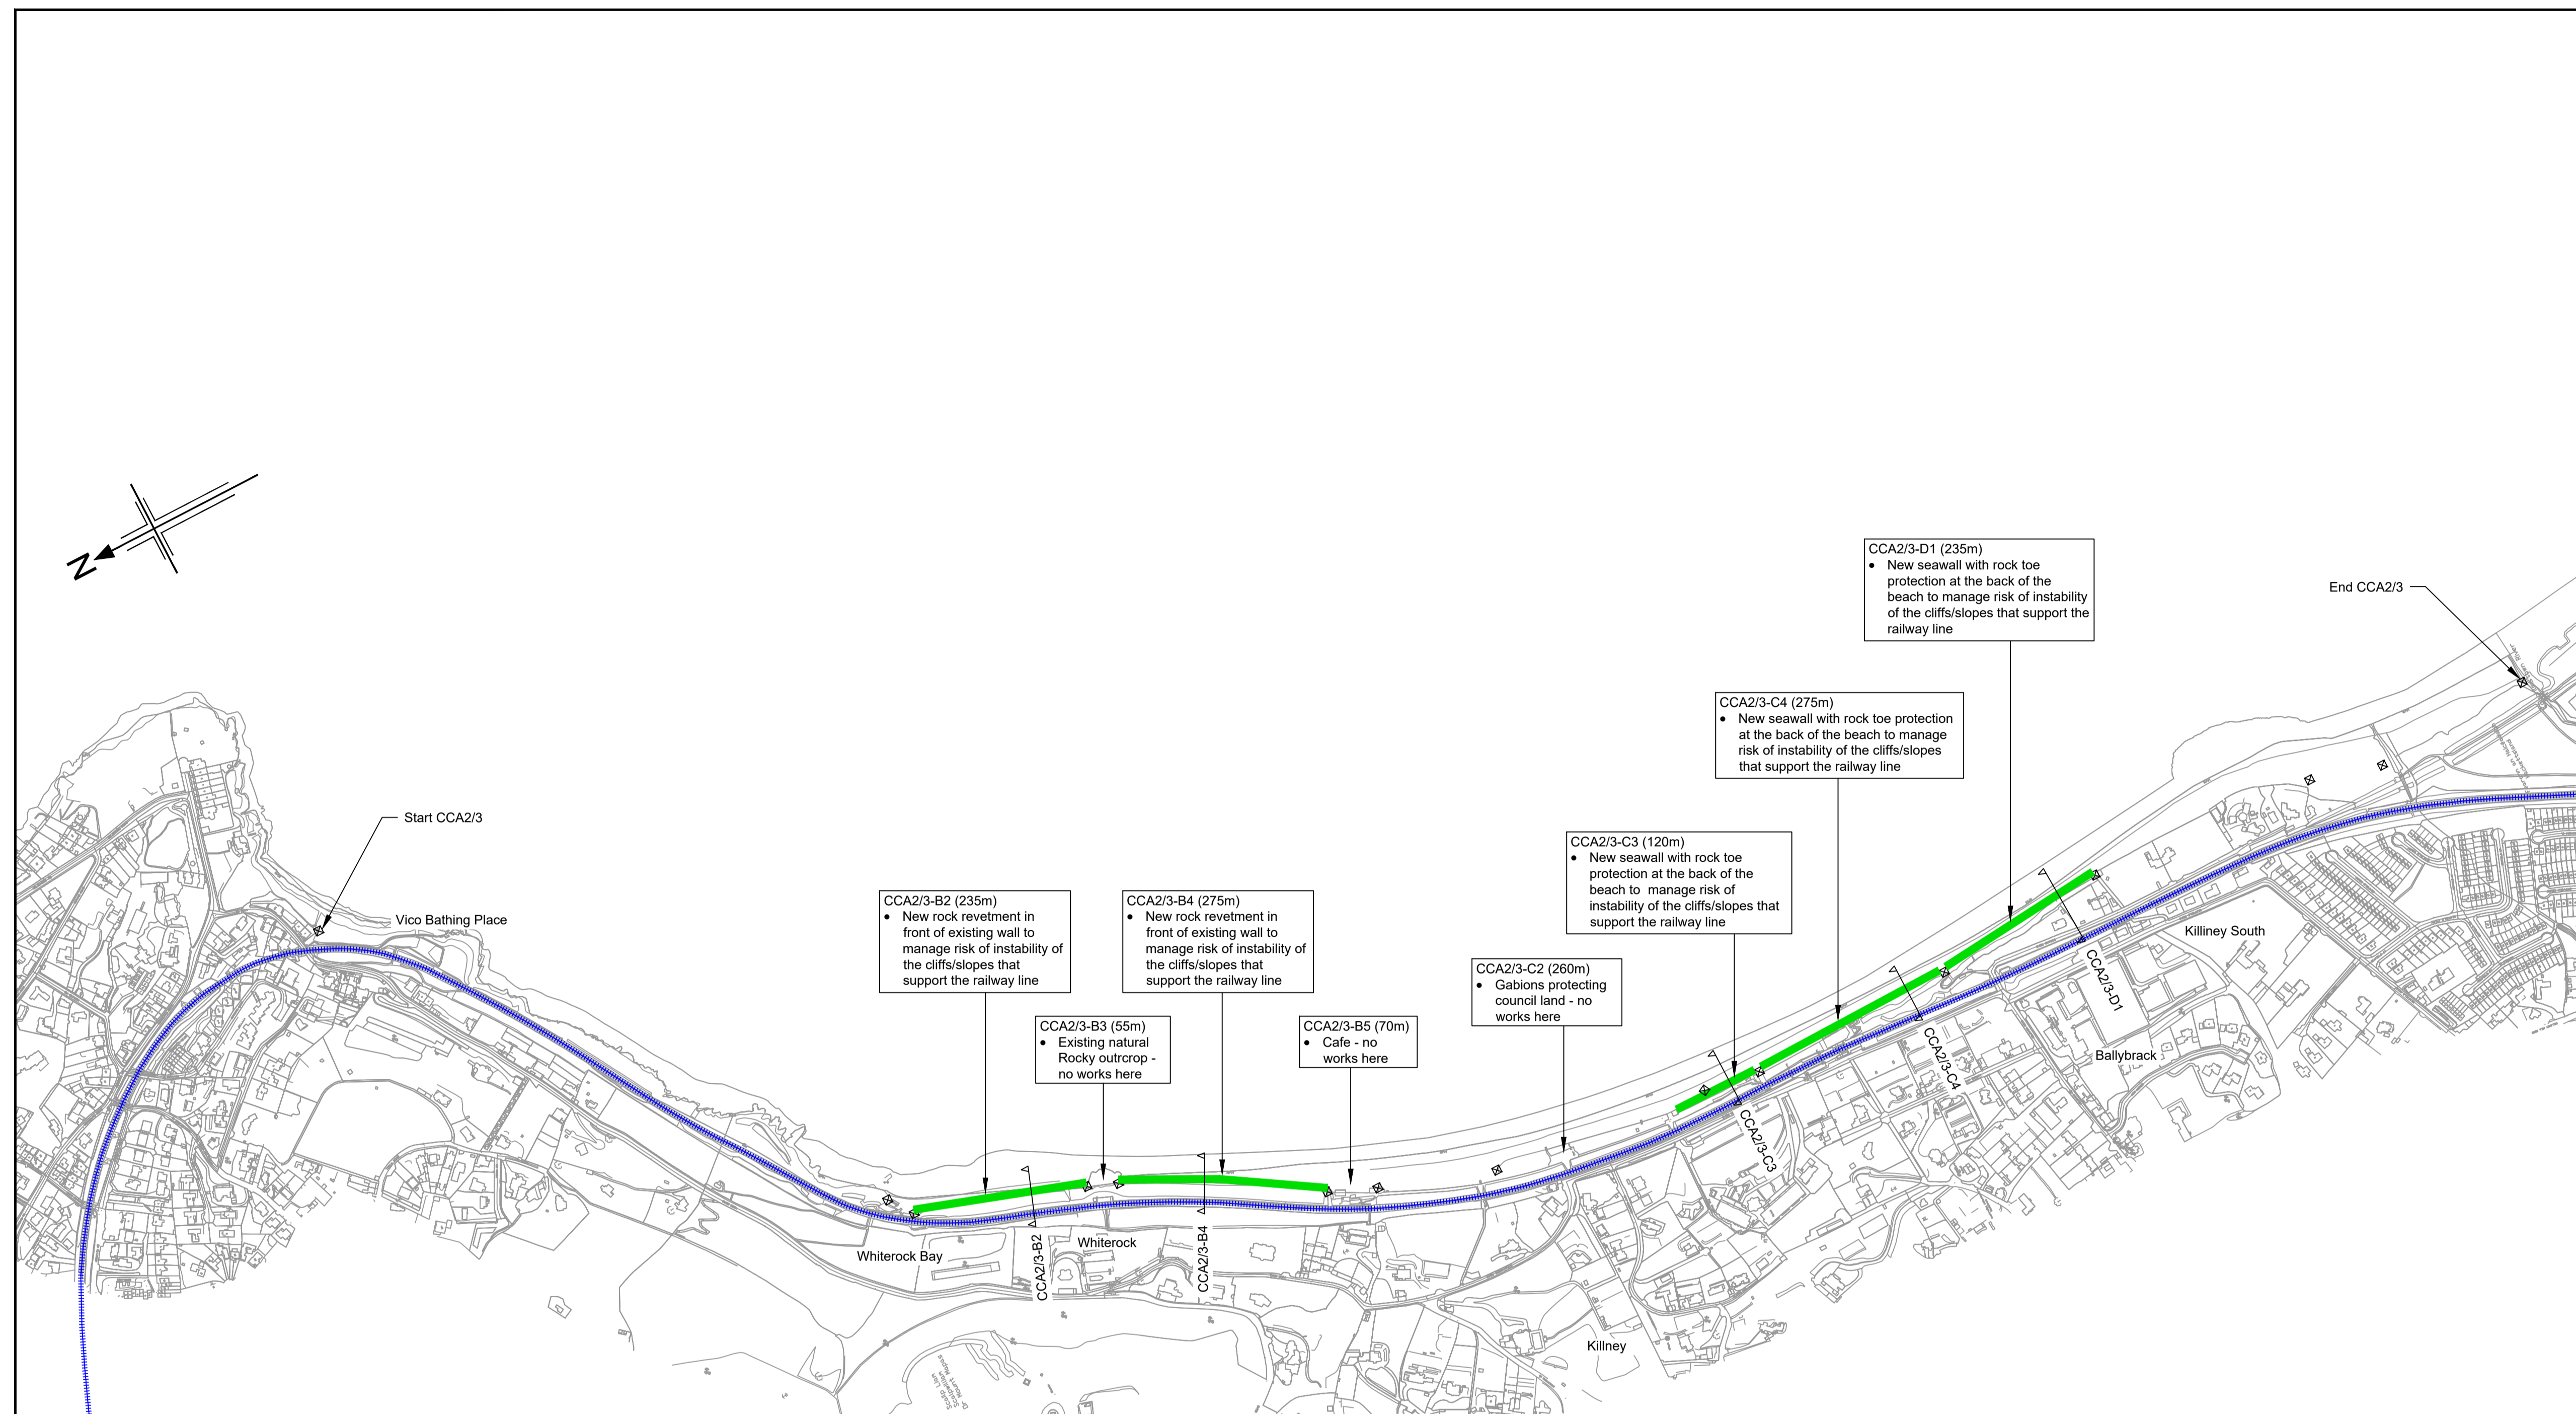 N
Start CCA2/3
Vico Bathing Place
CCA2/3-B2 (235m)
• New rock revetment in
front of existing wall to
manage risk of instability of
the cliffs/slopes that
support the railway line
CCA2/3-B3 (55m)
• Existing natural
Rocky outrcrop -
no works here
CCA2/3-B4 (275m)
• New rock revetment in
front of existing wall to
manage risk of instability of
the cliffs/slopes that
support the railway line
CCA2/3-B5 (70m)
• Cafe - no
works here
CCA2/3-C2 (260m)
• Gabions protecting
council land - no
works here
CCA2/3-C3 (120m)
• New seawall with rock toe
protection at the back of the
beach to manage risk of
instability of the cliffs/slopes that
support the railway line
CCA2/3-C4 (275m)
• New seawall with rock toe protection
at the back of the beach to manage
risk of instability of the cliffs/slopes
that support the railway line
CCA2/3-D1 (235m)
• New seawall with rock toe
protection at the back of the
beach to manage risk of instability
of the cliffs/slopes that support the
railway line
End CCA2/3
Whiterock Bay
CCA2/3-B2
Whiterock
CCA2/3-B4
CCA2/3-C3
CCA2/3-C4
CCA2/3-D1
Killiney South
Ballybrack
Killney